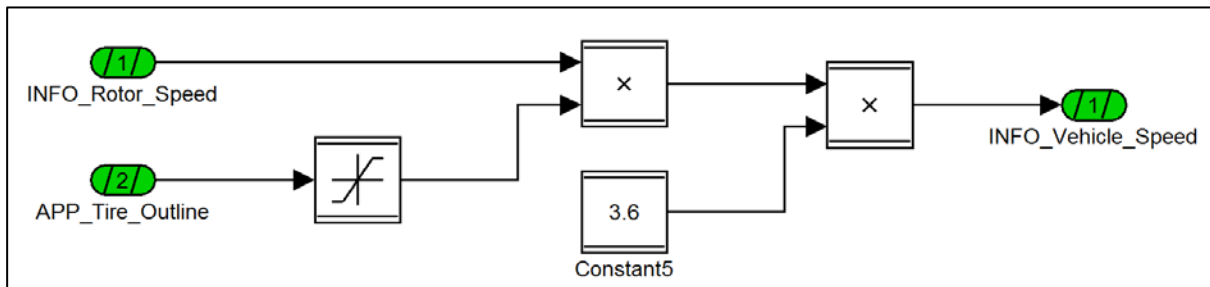 1
INFO_Rotor_Speed
×
×
1
INFO_Vehicle_Speed
2
APP_Tire_Outline
3.6
Constant5